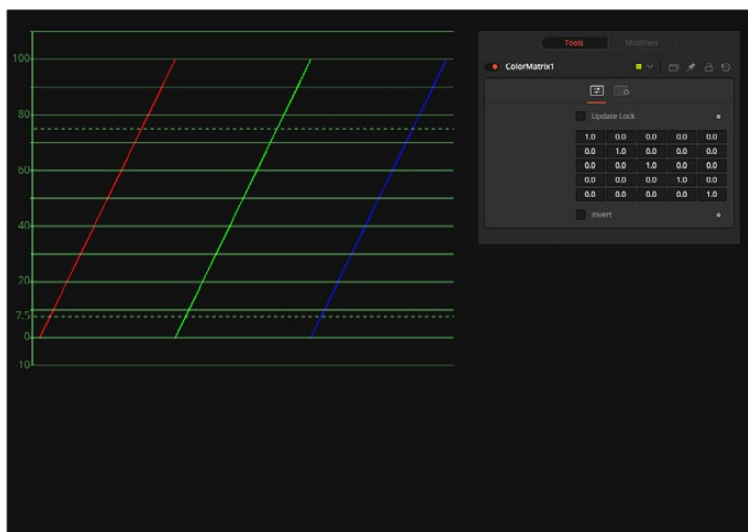 100
80
60
40
20
7.5
0
-10
Tools Modifiers
ColorMatrix1
Update Lock
1.0 0.0 0.0 0.0 0.0
0.0 1.0 0.0 0.0 0.0
0.0 0.0 1.0 0.0 0.0
0.0 0.0 0.0 1.0 0.0
0.0 0.0 0.0 0.0 1.0
Invert